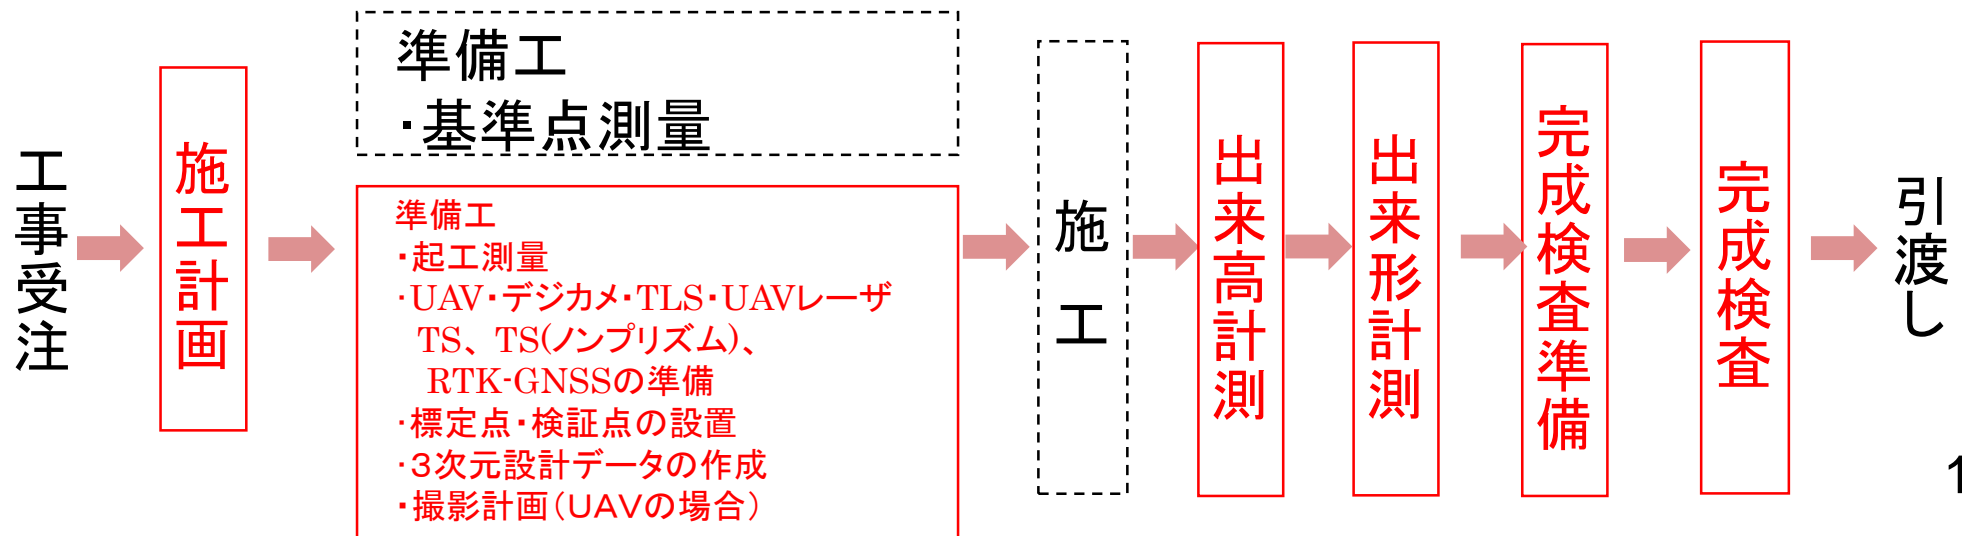 工事受注
施工計画
準備工
・基準点測量
準備工
・起工測量
・UAV・デジカメ・TLS・UAVレーザ
TS、TS(ノンプリズム)、
RTK-GNSSの準備
・標定点・検証点の設置
・3次元設計データの作成
・撮影計画(UAVの場合)
施工
出来高計測
出来形計測
完成検査準備
完成検査
引渡し
1